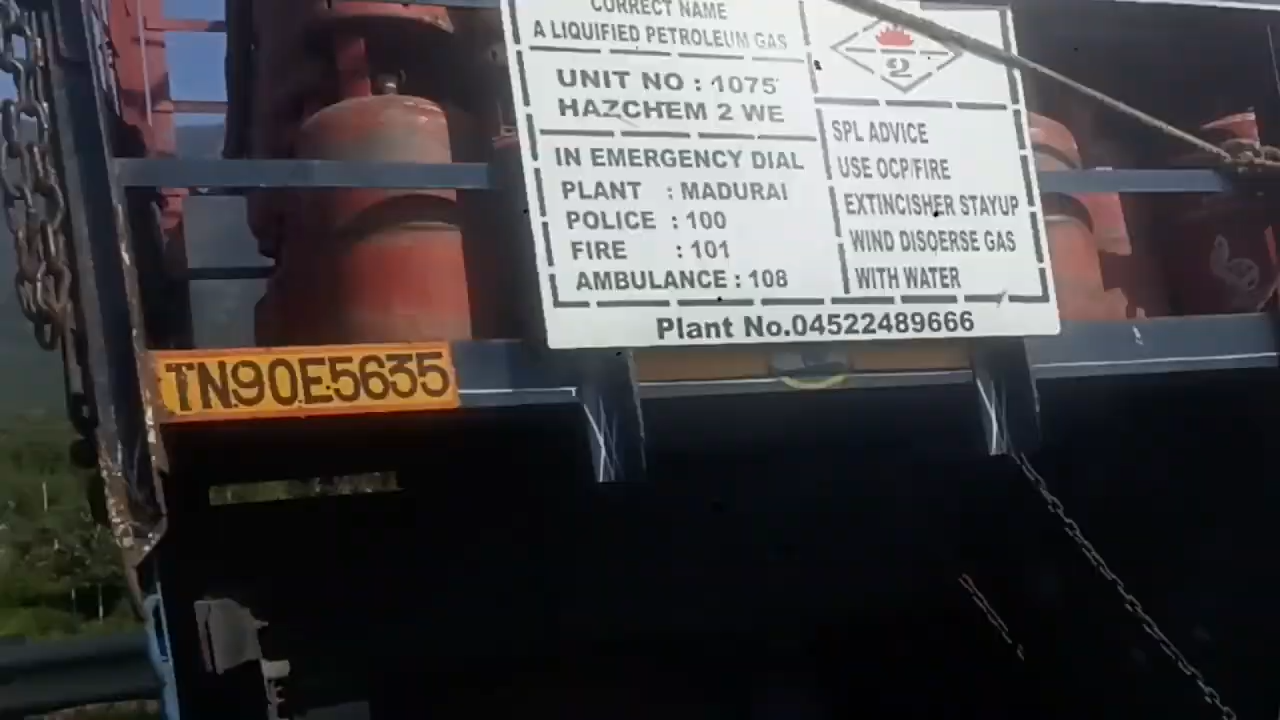 CORRECT NAME
A LIQUIFIED PETROLEUM GAS
UNIT NO : 1075
HAZCHEM 2 WE
IN EMERGENCY DIAL
PLANT : MADURAI
POLICE : 100
FIRE : 101
AMBULANCE : 108
2
SPL ADVICE
USE OCP/FIRE
EXTINCISHER STAYUP
WIND DISOERSE GAS
WITH WATER
Plant No.04522489666
TN90E5635